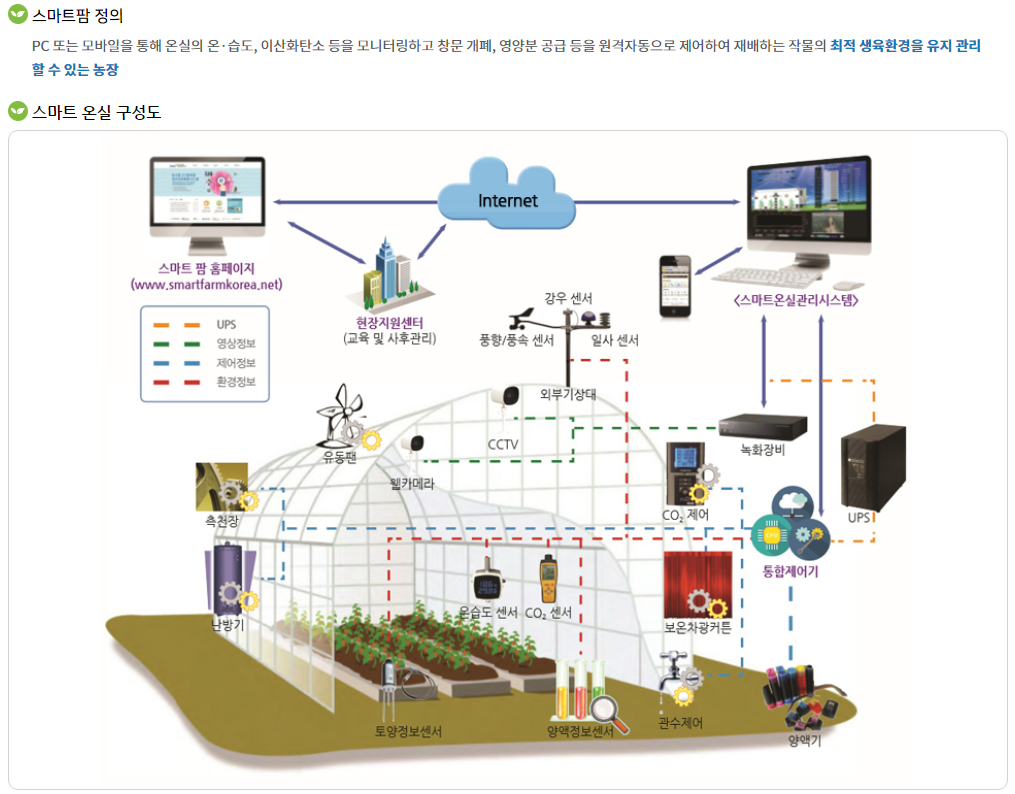 스마트팜 정의
PC 또는 모바일을 통해 온실의 온·습도, 이산화탄소 등을 모니터링하고 창문 개폐, 영양분 공급 등을 원격자동으로 제어하여 재배하는 작물의 최적 생육환경을 유지 관리
할 수 있는 농장
스마트 온실 구성도
Internet
스마트 팜 홈페이지
(www.smartfarmkorea.net)
현장지원센터
(교육 및 사후관리)
<스마트온실관리시스템>
UPS
영상정보
제어정보
환경정보
강우 센서
풍향/풍속 센서
일사 센서
외부기상대
CCTV
유동팬
웰카메라
녹화장비
측천장
CO₂ 제어
UPS
통합제어기
난방기
온습도 센서
CO₂ 센서
보온차광커튼
토양정보센서
양액정보센서
관수제어
양액기